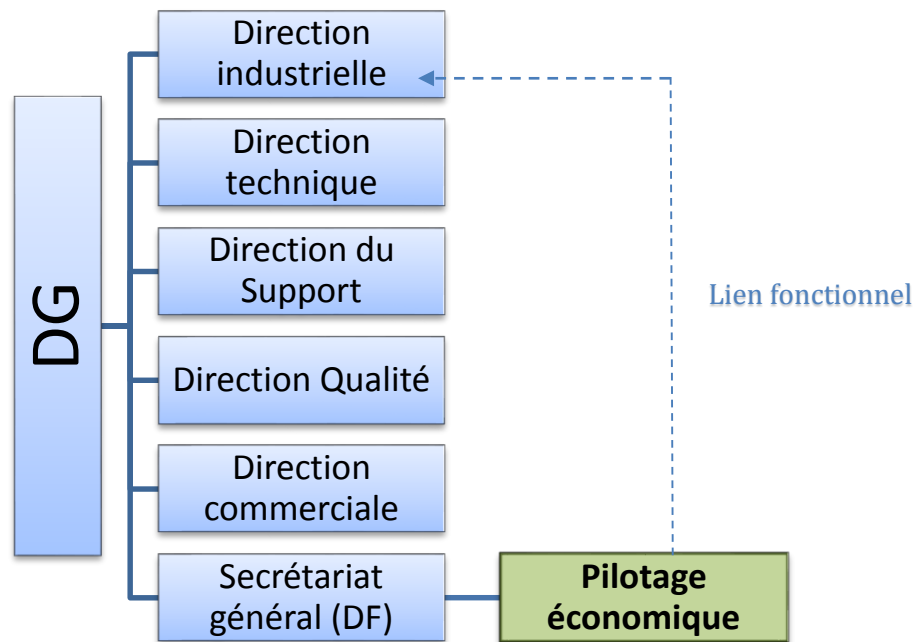 DG
Direction
industrielle
Direction
technique
Direction du
Support
Direction Qualité
Direction
commerciale
Secrétariat
général (DF)
Pilotage
économique
Lien fonctionnel